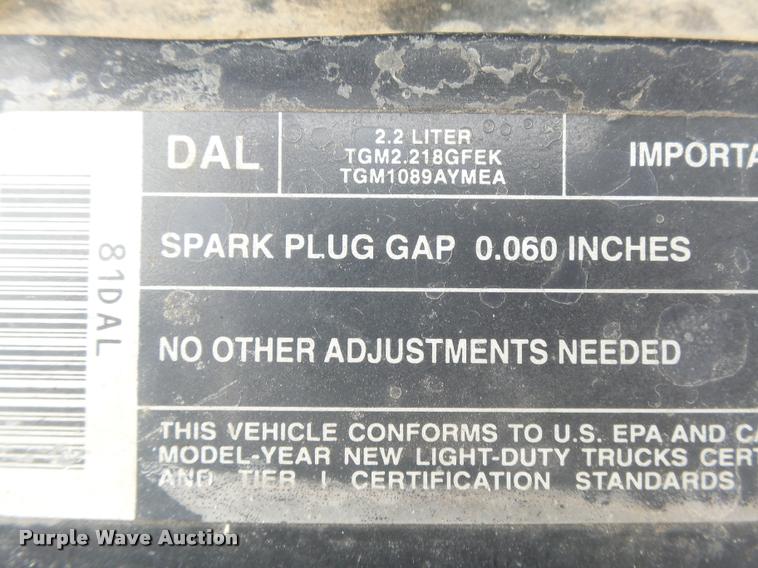 DAL
2.2 LITER
TGM2.218GFEK
TGM1089AYMEA
IMPORTA
SPARK PLUG GAP 0.060 INCHES
81DAL
NO OTHER ADJUSTMENTS NEEDED
THIS VEHICLE CONFORMS TO U.S. EPA AND CA
MODEL-YEAR NEW LIGHT-DUTY TRUCKS CERT
AND TIER I CERTIFICATION STANDARDS
Purple Wave Auction